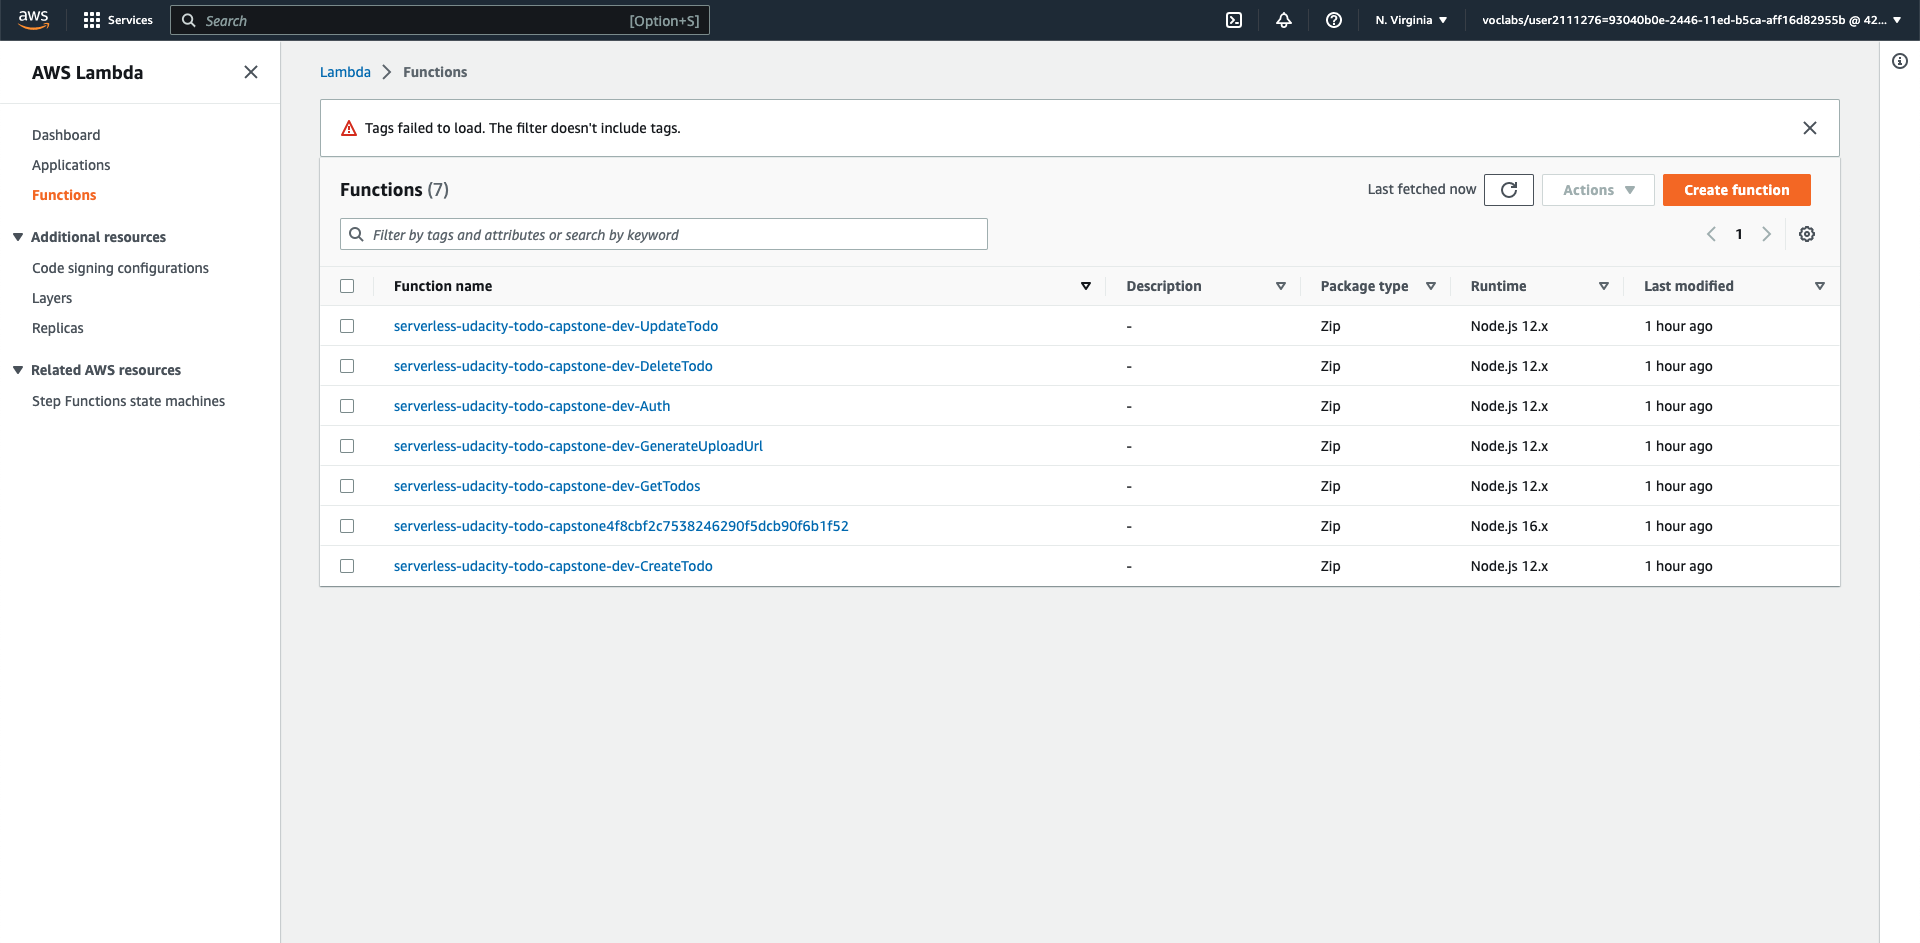 aws
Services
Search
[Option+S]
N. Virginia
voclabs/user2111276=93040b0e-2446-11ed-b5ca-aff16d82955b @ 42...
AWS Lambda
Dashboard
Applications
Functions
Additional resources
Code signing configurations
Layers
Replicas
Related AWS resources
Step Functions state machines
Lambda
Functions
Tags failed to load. The filter doesn't include tags.
Functions (7)
Last fetched now
Actions
Create function
Filter by tags and attributes or search by keyword
1
Function name Description Package type Runtime Last modified
serverless-udacity-todo-capstone-dev-UpdateTodo - Zip Node.js 12.x 1 hour ago
serverless-udacity-todo-capstone-dev-DeleteTodo - Zip Node.js 12.x 1 hour ago
serverless-udacity-todo-capstone-dev-Auth - Zip Node.js 12.x 1 hour ago
serverless-udacity-todo-capstone-dev-GenerateUploadUrl - Zip Node.js 12.x 1 hour ago
serverless-udacity-todo-capstone-dev-GetTodos - Zip Node.js 12.x 1 hour ago
serverless-udacity-todo-capstone4f8cbf2c7538246290f5dcb90f6b1f52 - Zip Node.js 16.x 1 hour ago
serverless-udacity-todo-capstone-dev-CreateTodo - Zip Node.js 12.x 1 hour ago